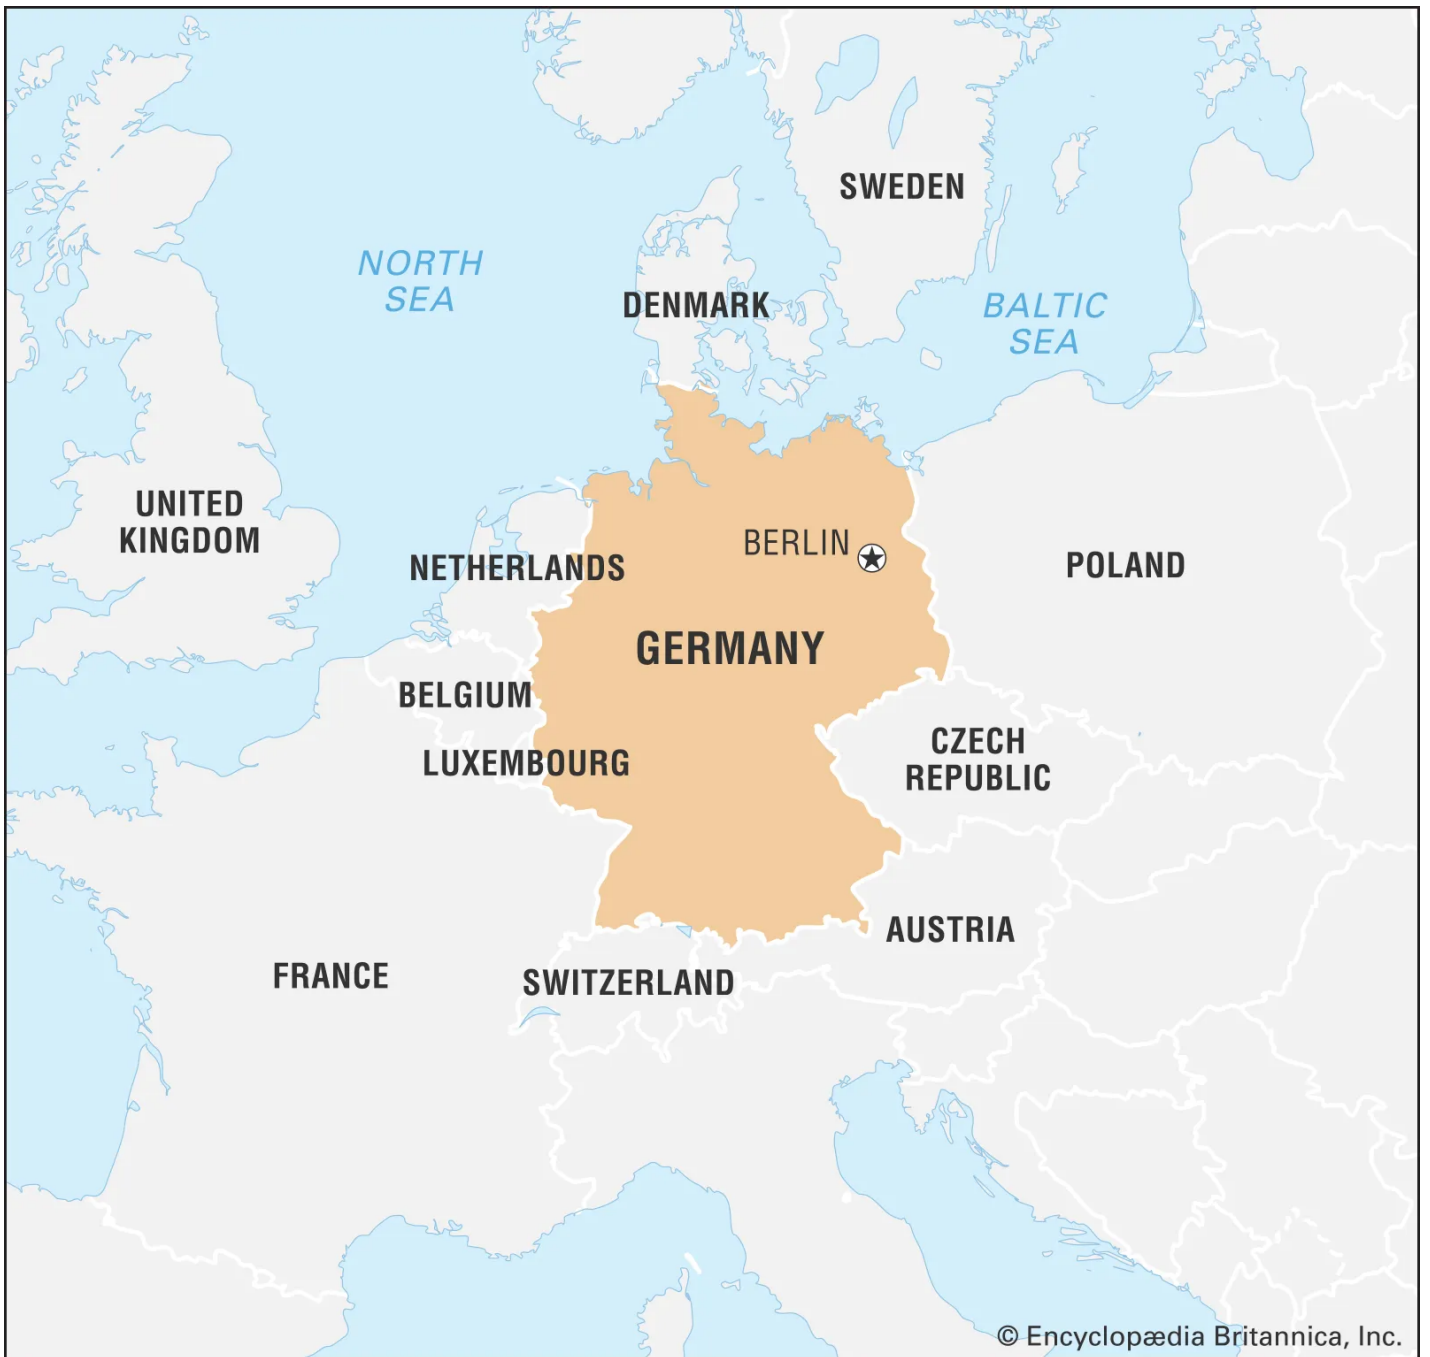 SWEDEN
NORTH
SEA
DENMARK
BALTIC
SEA
UNITED
KINGDOM
BERLIN
NETHERLANDS
POLAND
GERMANY
BELGIUM
CZECH
REPUBLIC
LUXEMBOURG
AUSTRIA
FRANCE
SWITZERLAND
© Encyclopædia Britannica, Inc.